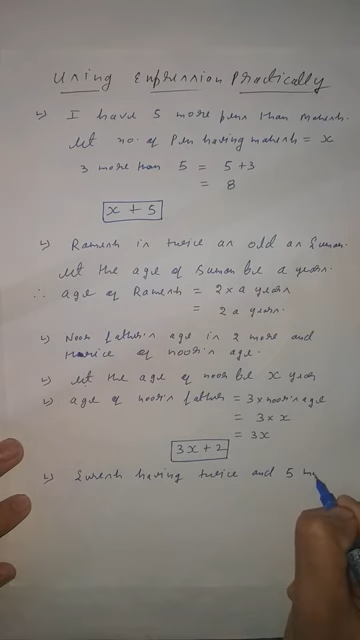 Using Expression Practically
↳ I have 5 more pens than Mahesh.
Let no. of Pen having mahesh = x
3 more than 5 = 5+3
= 8
x + 5
↳ Ramesh is twice as old as Suman.
Let the age of Suman be a years.
∴ age of Ramesh = 2 x a years
= 2 a years.
↳ Noor father's age is 2 more and
thrice of noor's age.
↳ Let the age of noor be x years
↳ age of noor's father = 3 x noor's age
= 3 x x
= 3x
3x + 2
↳ Suresh having twice and 5